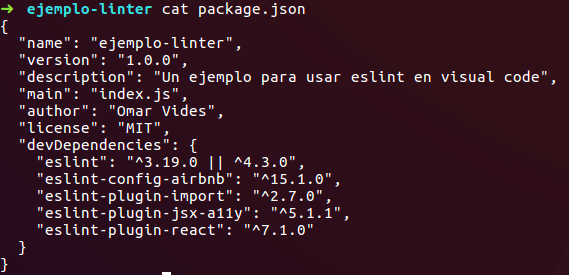 ➜ ejemplo-linter cat package.json
{
  "name": "ejemplo-linter",
  "version": "1.0.0",
  "description": "Un ejemplo para usar eslint en visual code",
  "main": "index.js",
  "author": "Omar Vides",
  "license": "MIT",
  "devDependencies": {
    "eslint": "^3.19.0 || ^4.3.0",
    "eslint-config-airbnb": "^15.1.0",
    "eslint-plugin-import": "^2.7.0",
    "eslint-plugin-jsx-a11y": "^5.1.1",
    "eslint-plugin-react": "^7.1.0"
  }
}